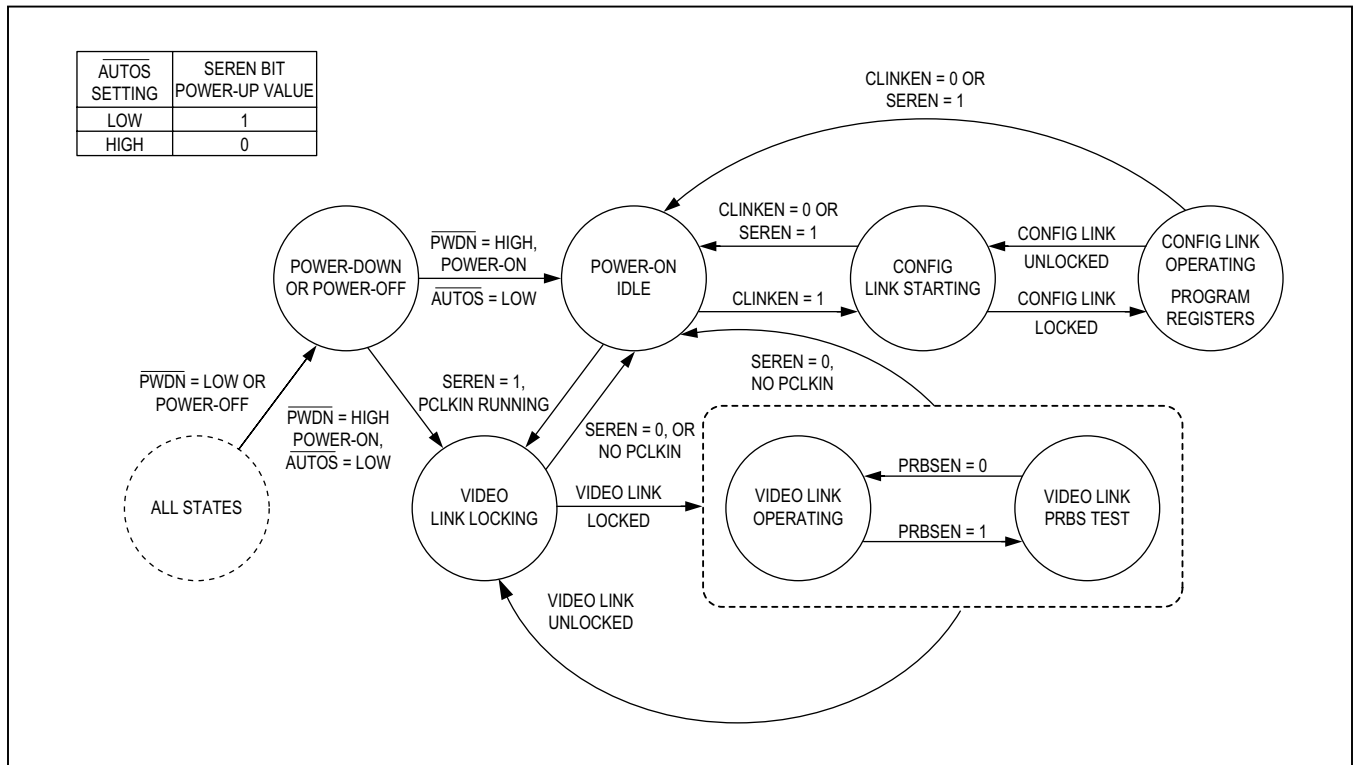 AUTOS
SETTING
SEREN BIT
POWER-UP VALUE
LOW
1
HIGH
0
CLINKEN = 0 OR
SEREN = 1
POWER-DOWN
OR POWER-OFF
PWDN = HIGH,
POWER-ON
AUTOS = LOW
POWER-ON
IDLE
CLINKEN = 0 OR
SEREN = 1
CLINKEN = 1
CONFIG
LINK STARTING
CONFIG LINK
UNLOCKED
CONFIG LINK
LOCKED
CONFIG LINK
OPERATING
PROGRAM
REGISTERS
PWDN = LOW OR
POWER-OFF
ALL STATES
PWDN = HIGH
POWER-ON,
AUTOS = LOW
SEREN = 1,
PCLKIN RUNNING
SEREN = 0, OR
NO PCLKIN
SEREN = 0,
NO PCLKIN
VIDEO
LINK LOCKING
VIDEO LINK
LOCKED
VIDEO LINK
OPERATING
PRBSEN = 0
PRBSEN = 1
VIDEO LINK
PRBS TEST
VIDEO LINK
UNLOCKED